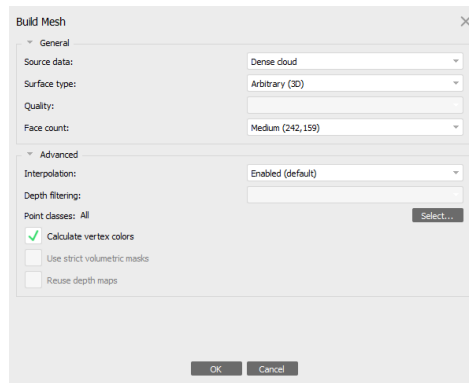 Build Mesh
General
Source data: Dense cloud
Surface type: Arbitrary (3D)
Quality:
Face count: Medium (242,159)
Advanced
Interpolation: Enabled (default)
Depth filtering:
Point classes: All Select...
Calculate vertex colors
Use strict volumetric masks
Reuse depth maps
OK Cancel